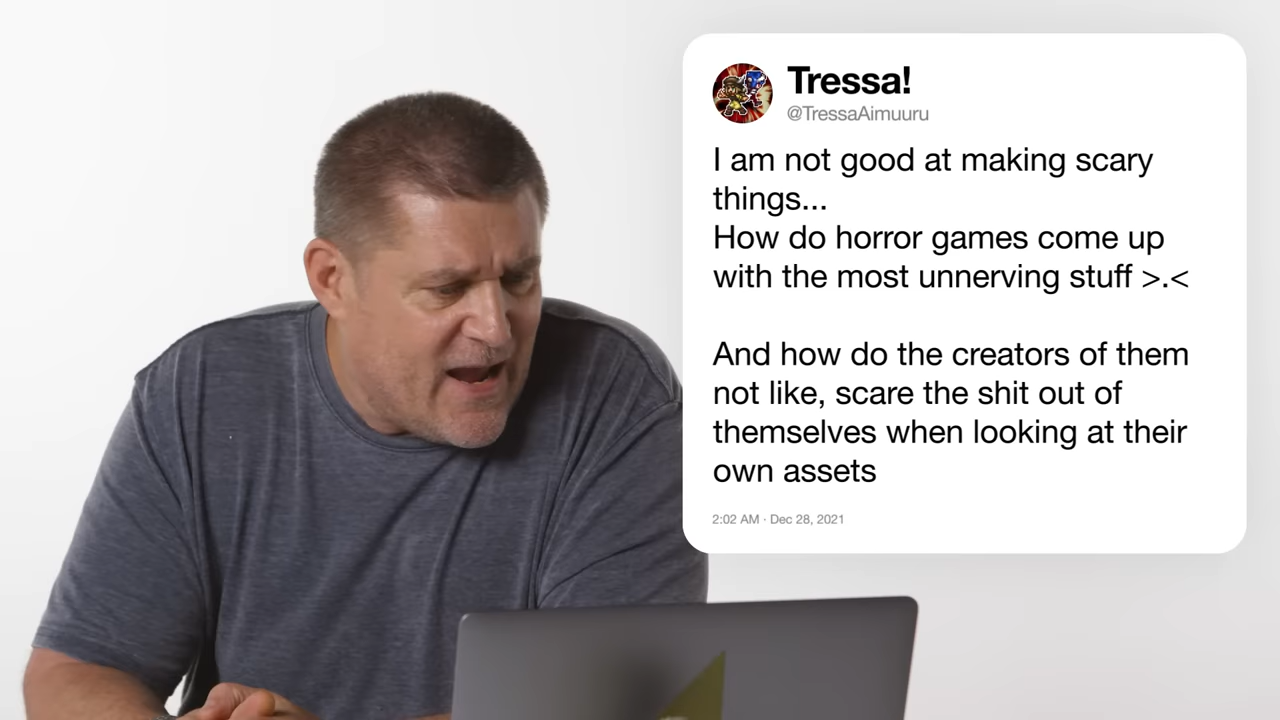 Tressa!
@TressaAimuuru
I am not good at making scary
things...
How do horror games come up
with the most unnerving stuff >.<
And how do the creators of them
not like, scare the shit out of
themselves when looking at their
own assets
2:02 AM · Dec 28, 2021